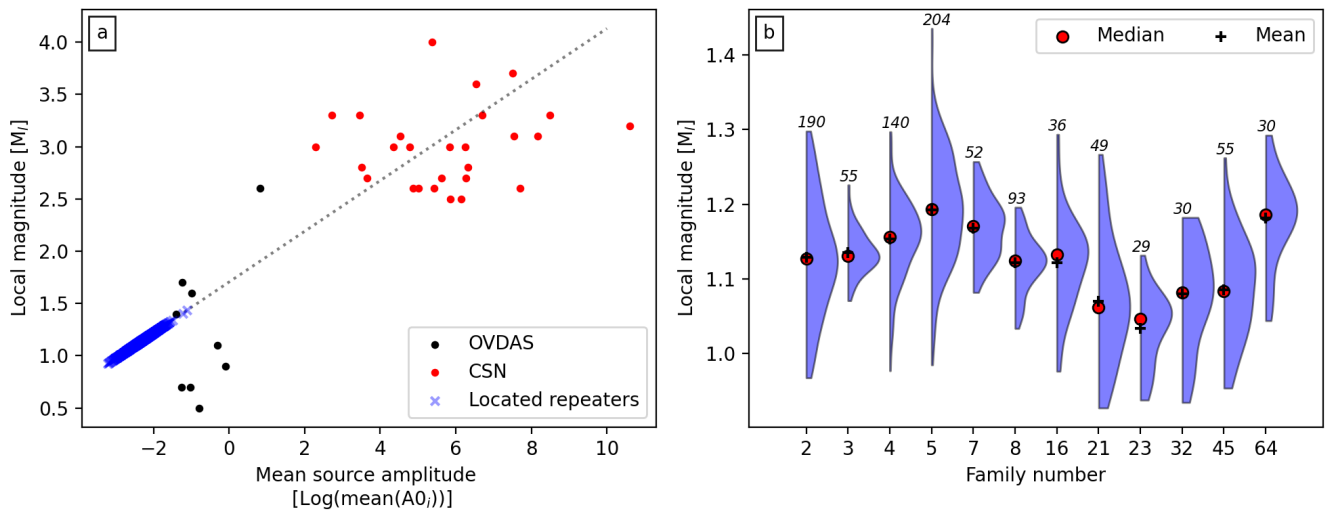 a
4.0
3.5
3.0
2.5
2.0
1.5
1.0
0.5
Local magnitude [Mₗ]
OVDAS
CSN
Located repeaters
−2 0 2 4 6 8 10
Mean source amplitude
[Log(mean(A0ᵢ))]
b
Median Mean
1.4
1.3
1.2
1.1
1.0
Local magnitude [Mₗ]
190 55 140 204 52 93 36 49 29 30 55 30
2 3 4 5 7 8 16 21 23 32 45 64
Family number